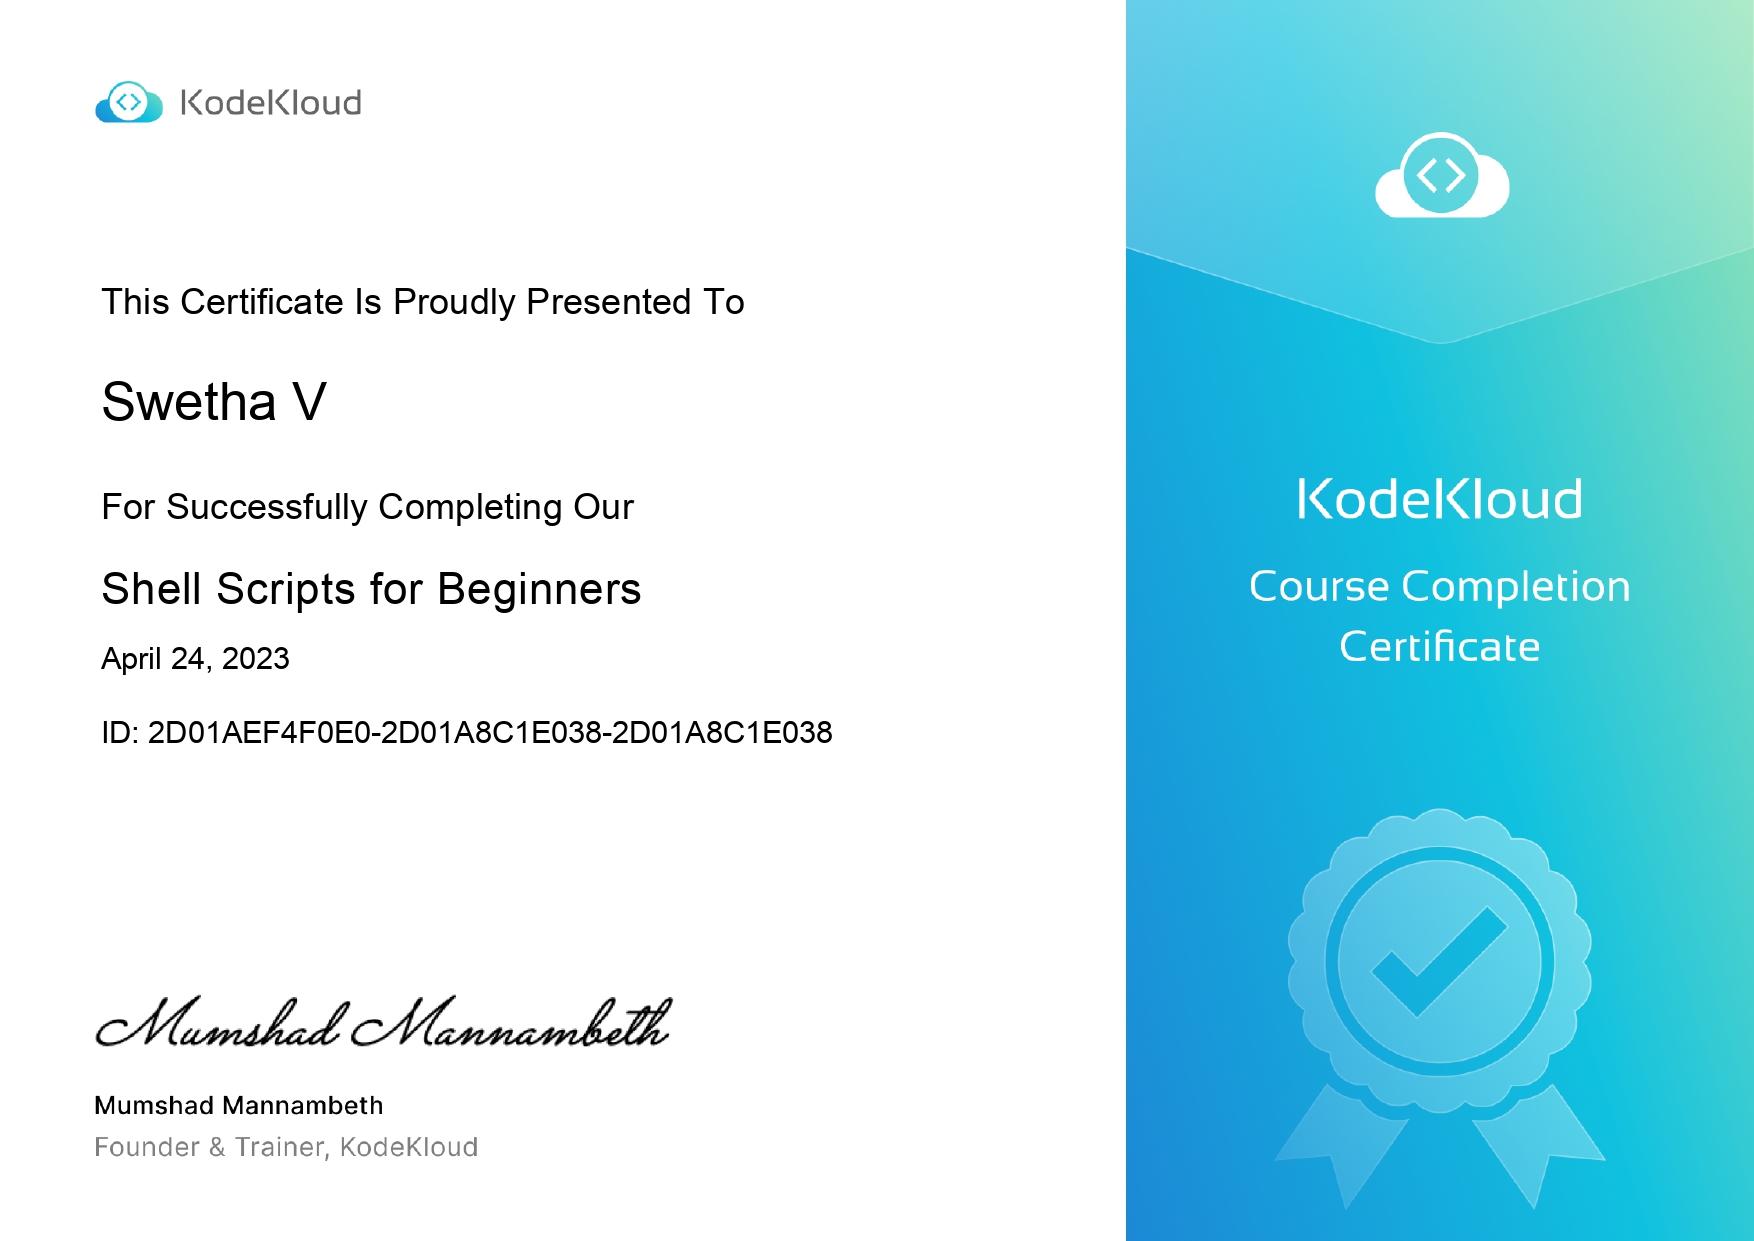 KodeKloud
This Certificate Is Proudly Presented To
Swetha V
For Successfully Completing Our
Shell Scripts for Beginners
April 24, 2023
ID: 2D01AEF4F0E0-2D01A8C1E038-2D01A8C1E038
Mumshad Mannambeth
Mumshad Mannambeth
Founder & Trainer, KodeKloud
KodeKloud
Course Completion
Certificate